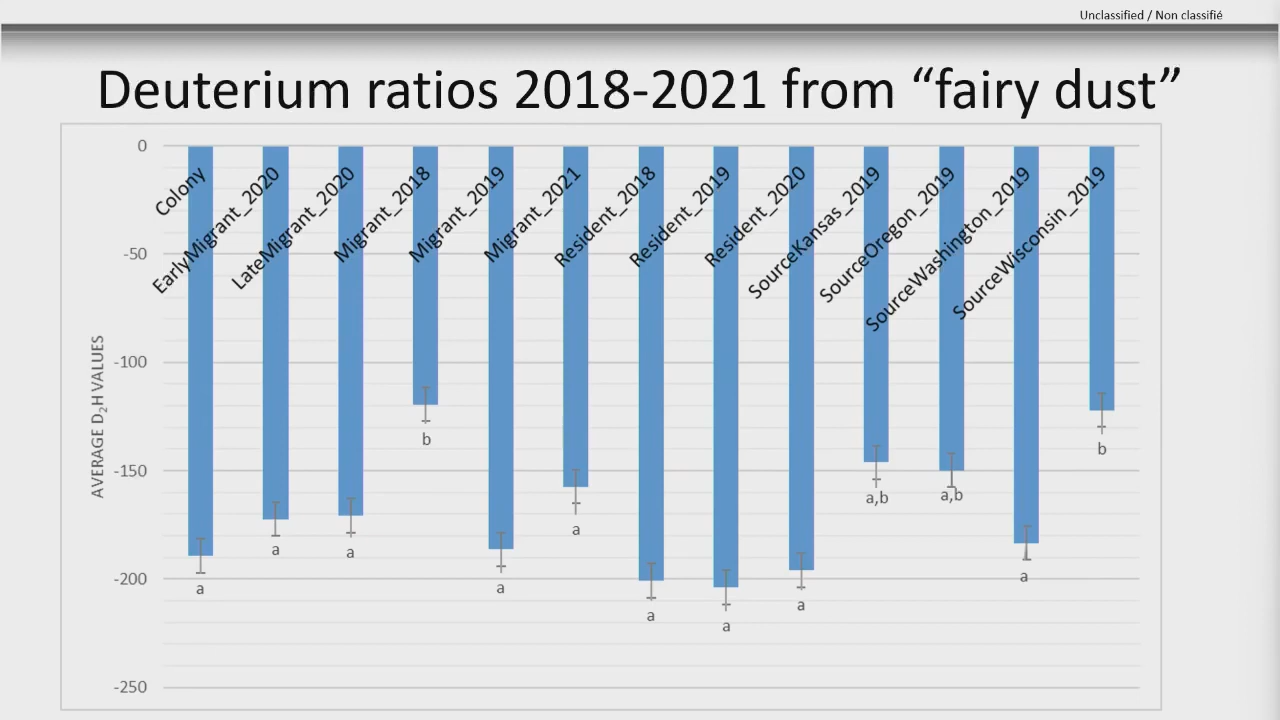 Unclassified / Non classifié
Deuterium ratios 2018-2021 from “fairy dust”
AVERAGE D₂H VALUES
0
-50
-100
-150
-200
-250
Colony
EarlyMigrant_2020
LateMigrant_2020
Migrant_2018
Migrant_2019
Migrant_2021
Resident_2018
Resident_2019
Resident_2020
SourceKansas_2019
SourceOregon_2019
SourceWashington_2019
SourceWisconsin_2019
a
a
a
b
a
a
a
a
a
a,b
a,b
a
b